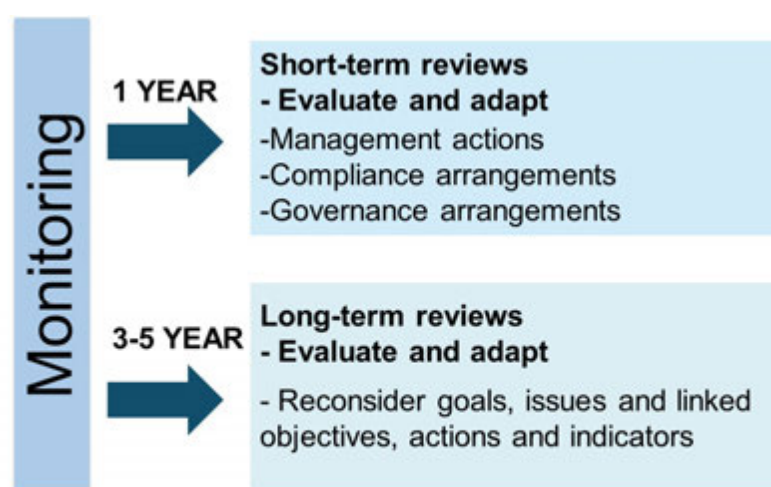 Monitoring
1 YEAR
Short-term reviews
- Evaluate and adapt
-Management actions
-Compliance arrangements
-Governance arrangements
3-5 YEAR
Long-term reviews
- Evaluate and adapt
- Reconsider goals, issues and linked
objectives, actions and indicators